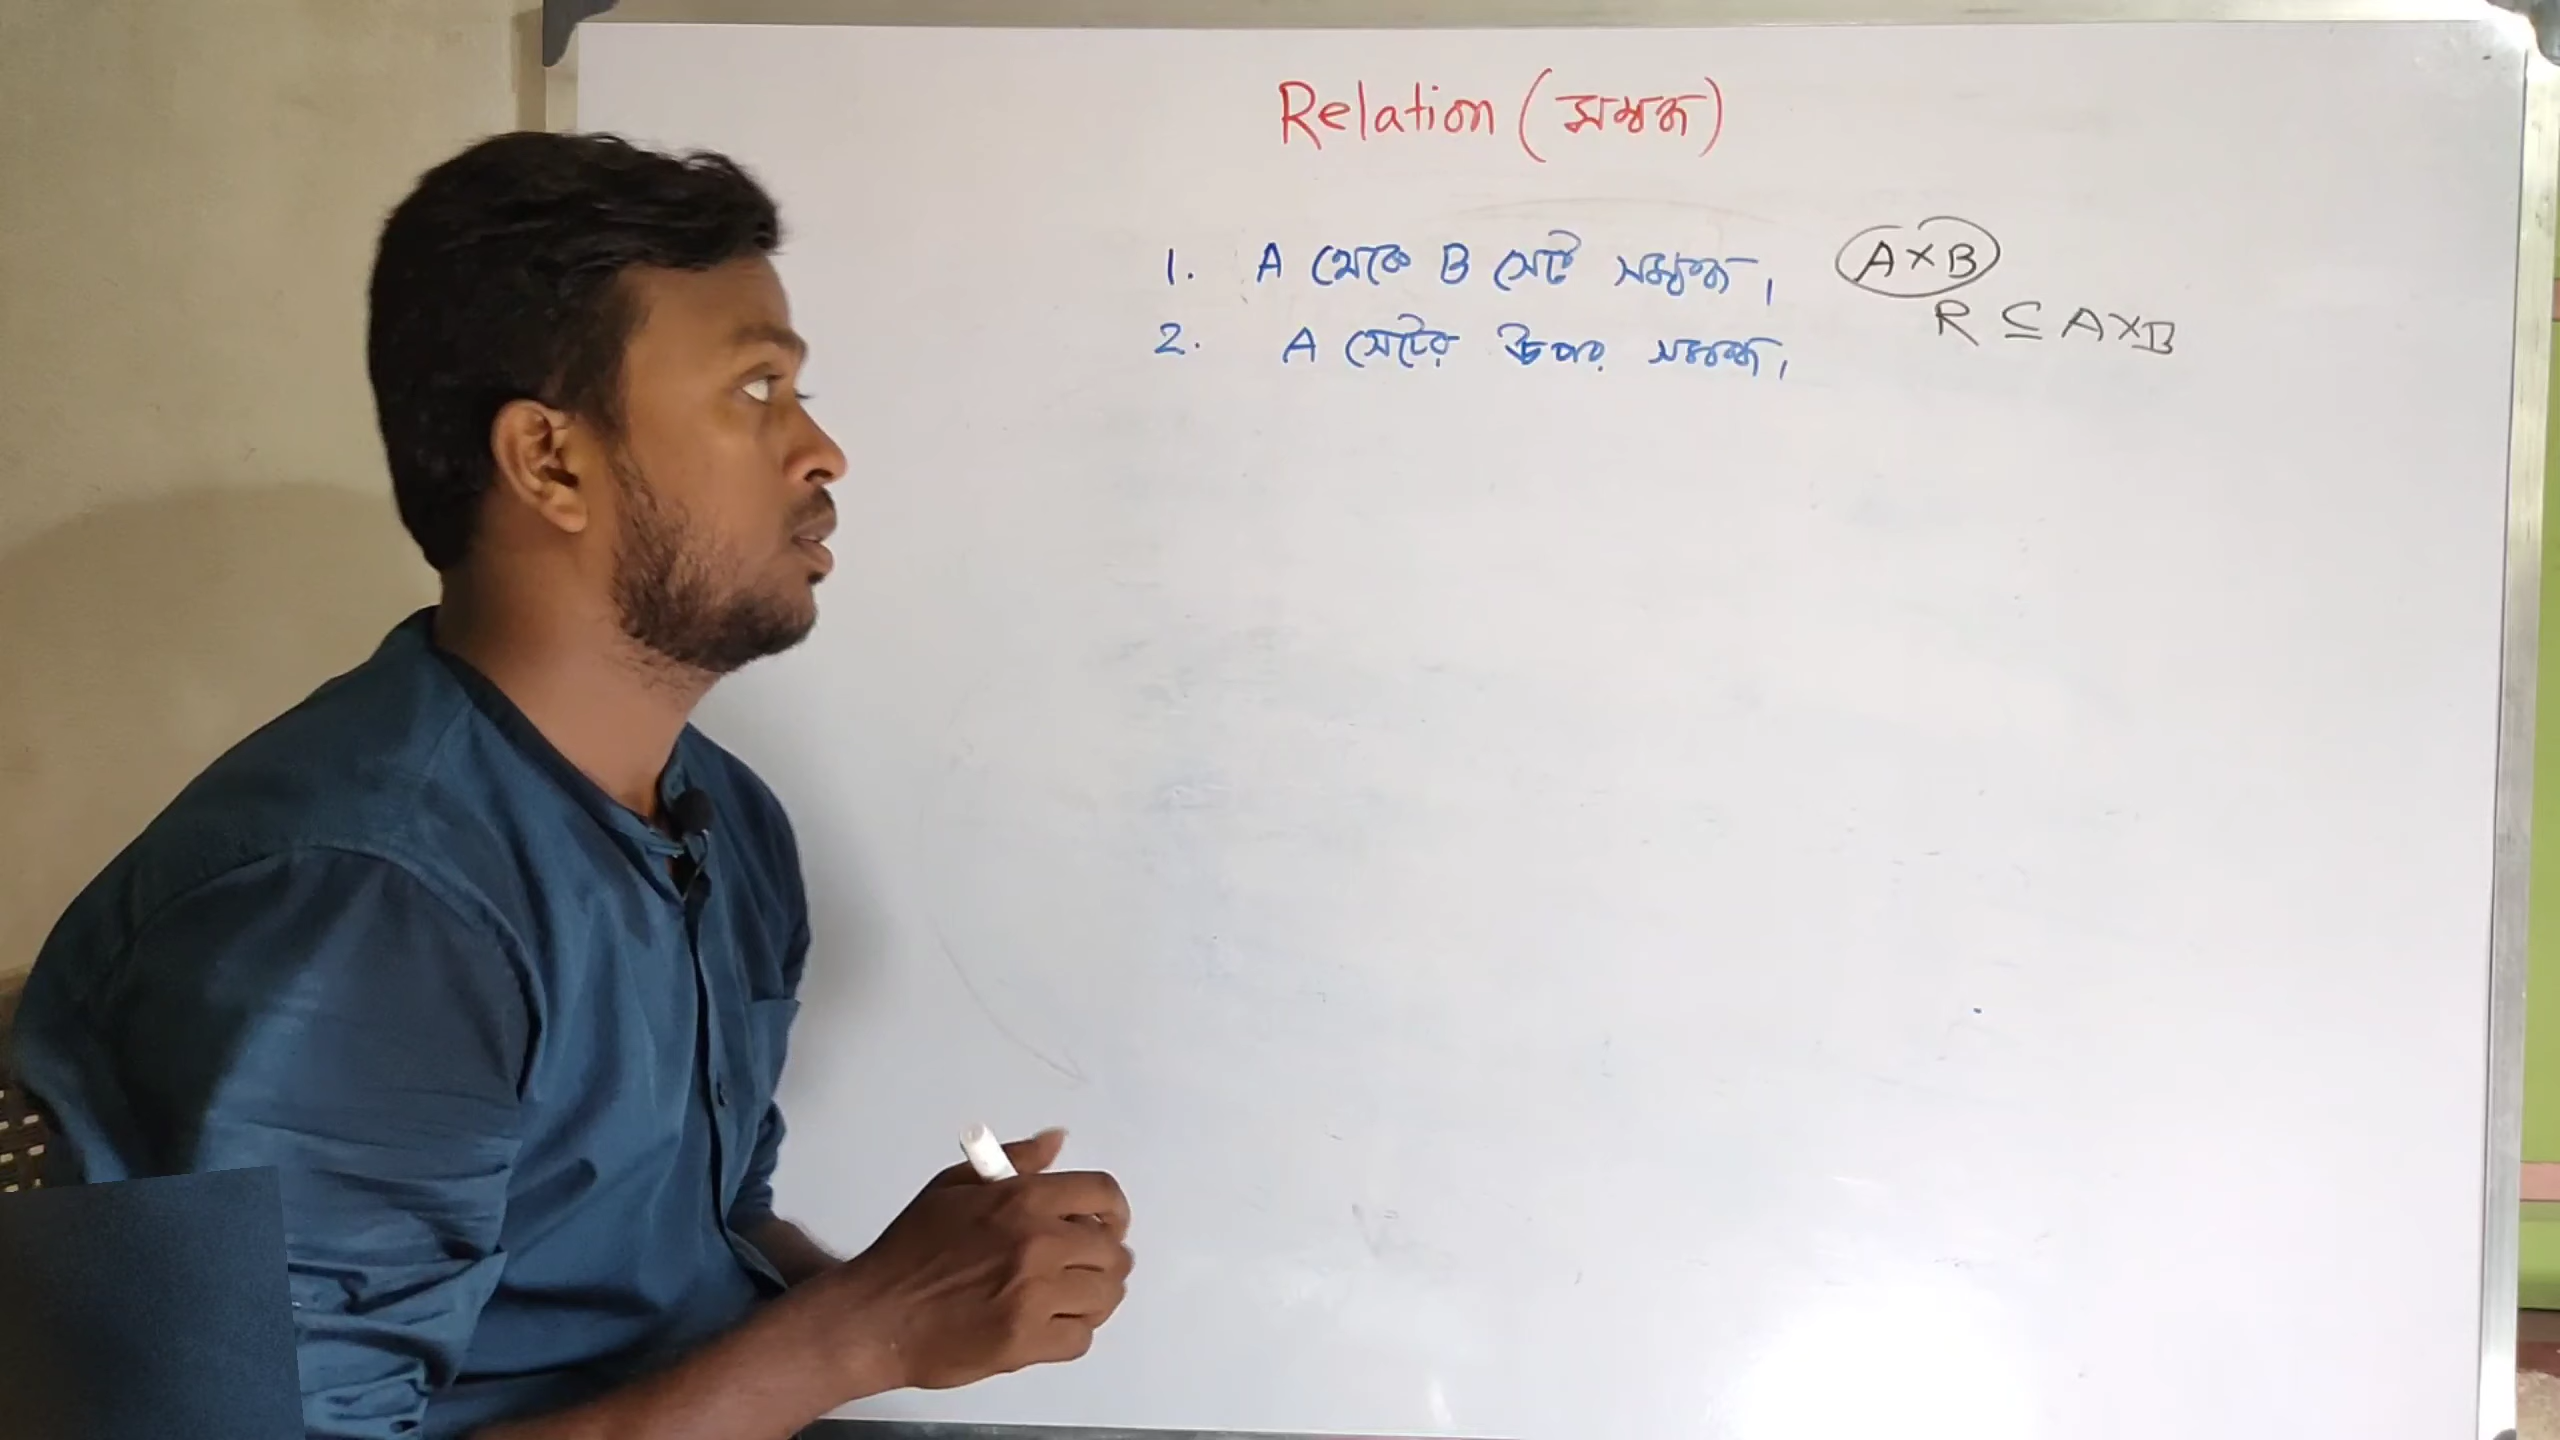 Relation (সম্বন্ধ)
1. A থেকে B সেটে সম্বন্ধ। A×B
R ⊆ A×B
2. A সেটের উপর সম্বন্ধ।